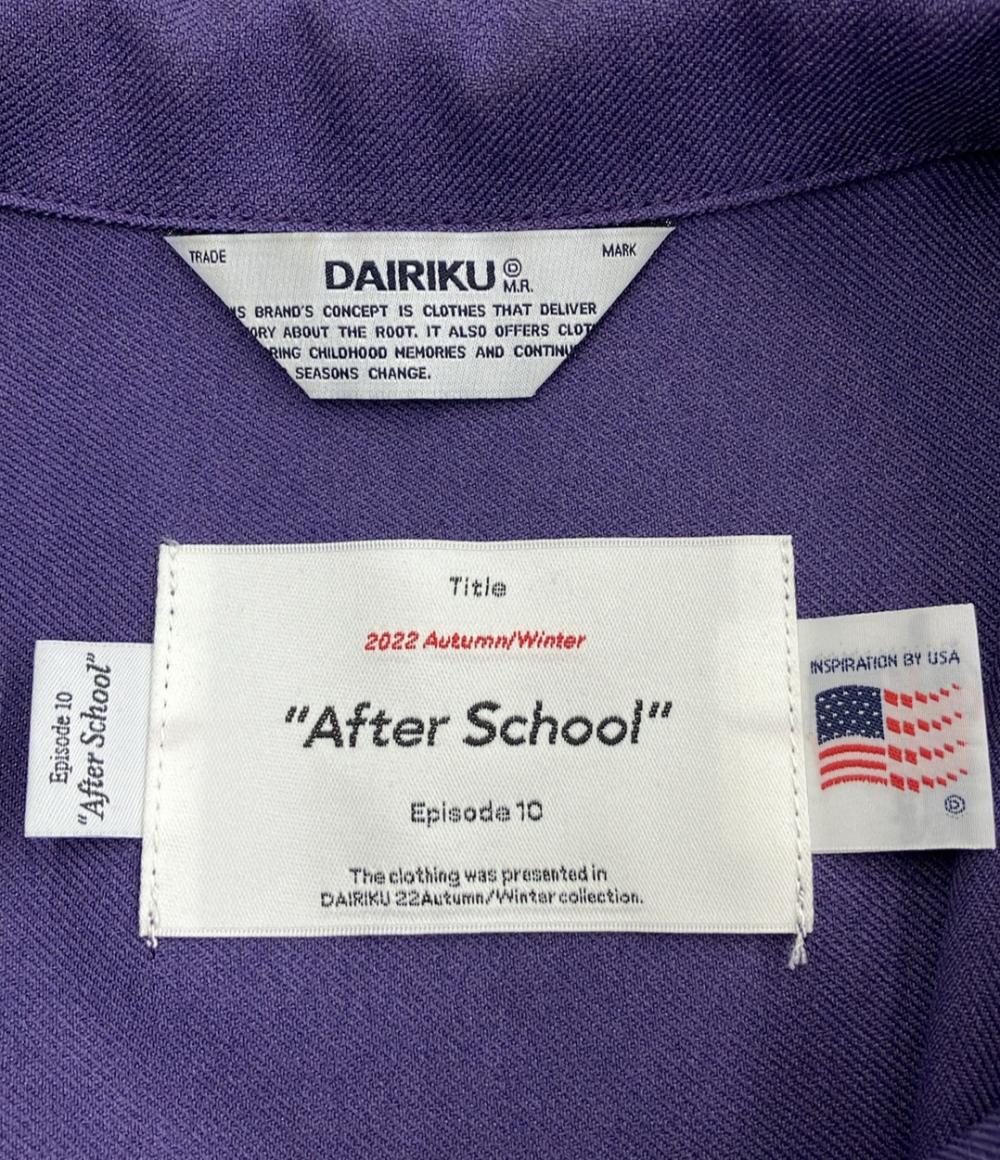 TRADE
MARK
DAIRIKU Ⓓ
M.R.
BRAND'S CONCEPT IS CLOTHES THAT DELIVER
ABOUT THE ROOT. IT ALSO OFFERS
CHILDHOOD MEMORIES AND
SEASONS CHANGE.
Title
2022 Autumn/Winter
"After School"
Episode 10
The clothing was presented in
DAIRIKU 22Autumn/Winter collection.
Episode 10
"After School"
INSPIRATION BY USA
Ⓓ